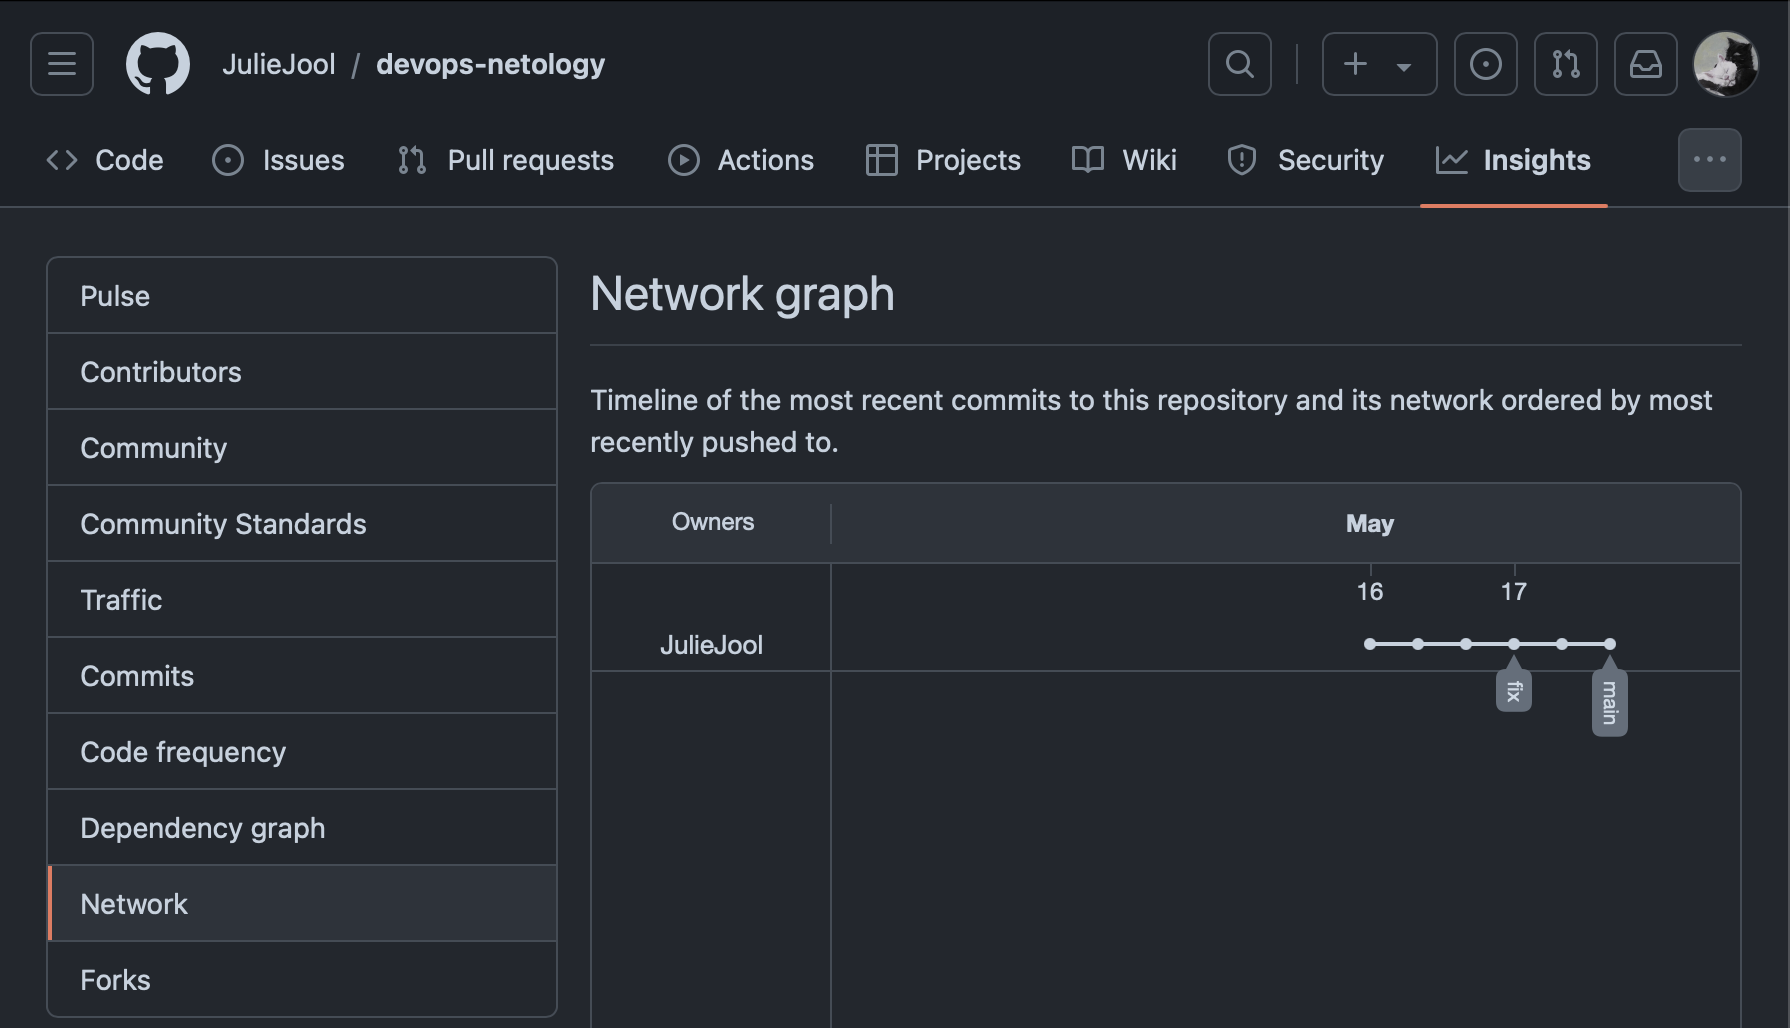 JulieJool / devops-netology
Code Issues Pull requests Actions Projects Wiki Security Insights
Pulse
Contributors
Community
Community Standards
Traffic
Commits
Code frequency
Dependency graph
Network
Forks
Network graph
Timeline of the most recent commits to this repository and its network ordered by most
recently pushed to.
Owners May
16 17
JulieJool
fix
main